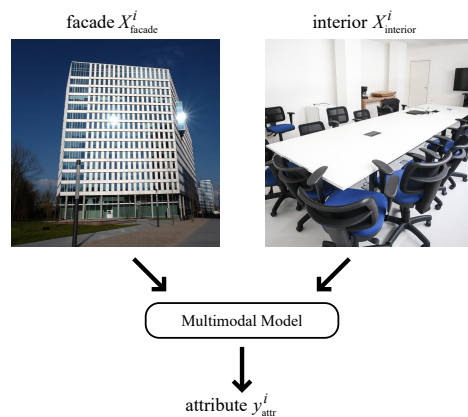 facade X^i_facade
interior X^i_interior
Multimodal Model
attribute y^i_attr